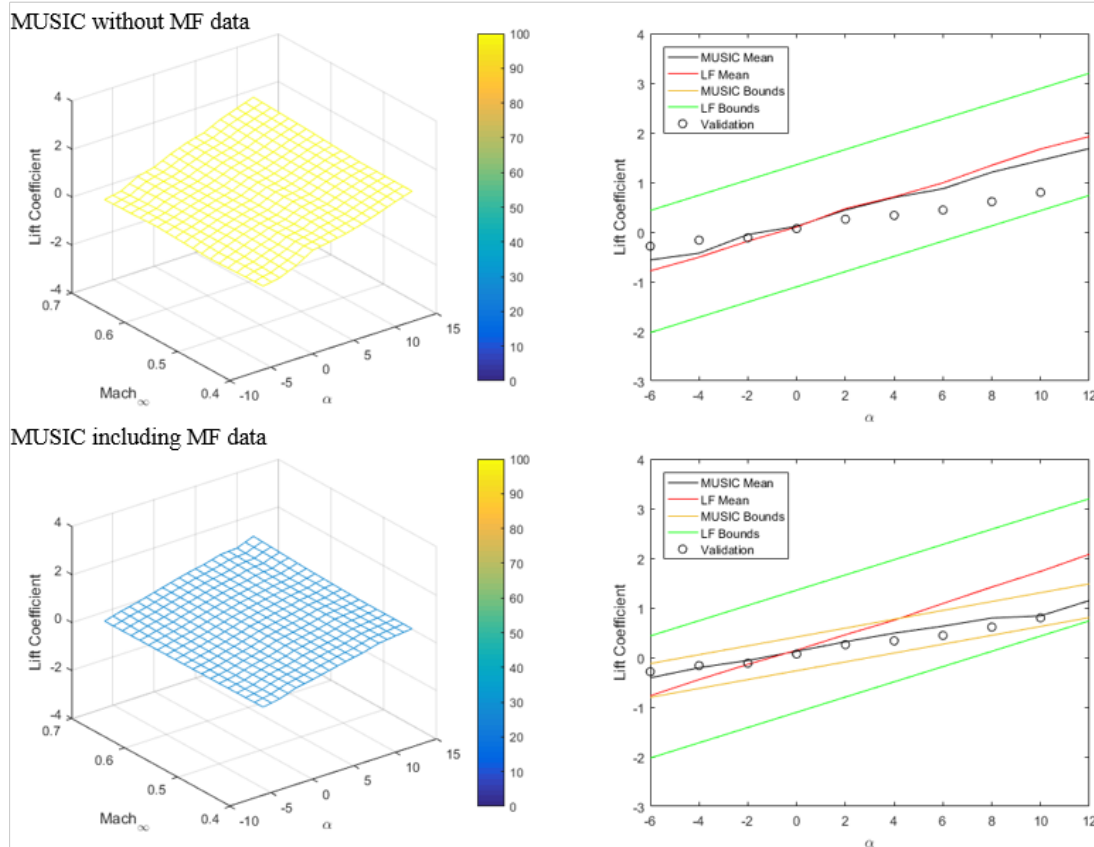 MUSIC without MF data
4
2
0
-2
-4
Lift Coefficient
0.7
0.6
0.5
0.4
Mach∞
-10
-5
0
5
10
15
α
100
90
80
70
60
50
40
30
20
10
0
4
3
2
1
0
-1
-2
-3
Lift Coefficient
MUSIC Mean
LF Mean
MUSIC Bounds
LF Bounds
Validation
-6 -4 -2 0 2 4 6 8 10 12
α
MUSIC including MF data
4
2
0
-2
-4
Lift Coefficient
0.7
0.6
0.5
0.4
Mach∞
-10
-5
0
5
10
15
α
100
90
80
70
60
50
40
30
20
10
0
4
3
2
1
0
-1
-2
-3
Lift Coefficient
MUSIC Mean
LF Mean
MUSIC Bounds
LF Bounds
Validation
-6 -4 -2 0 2 4 6 8 10 12
α